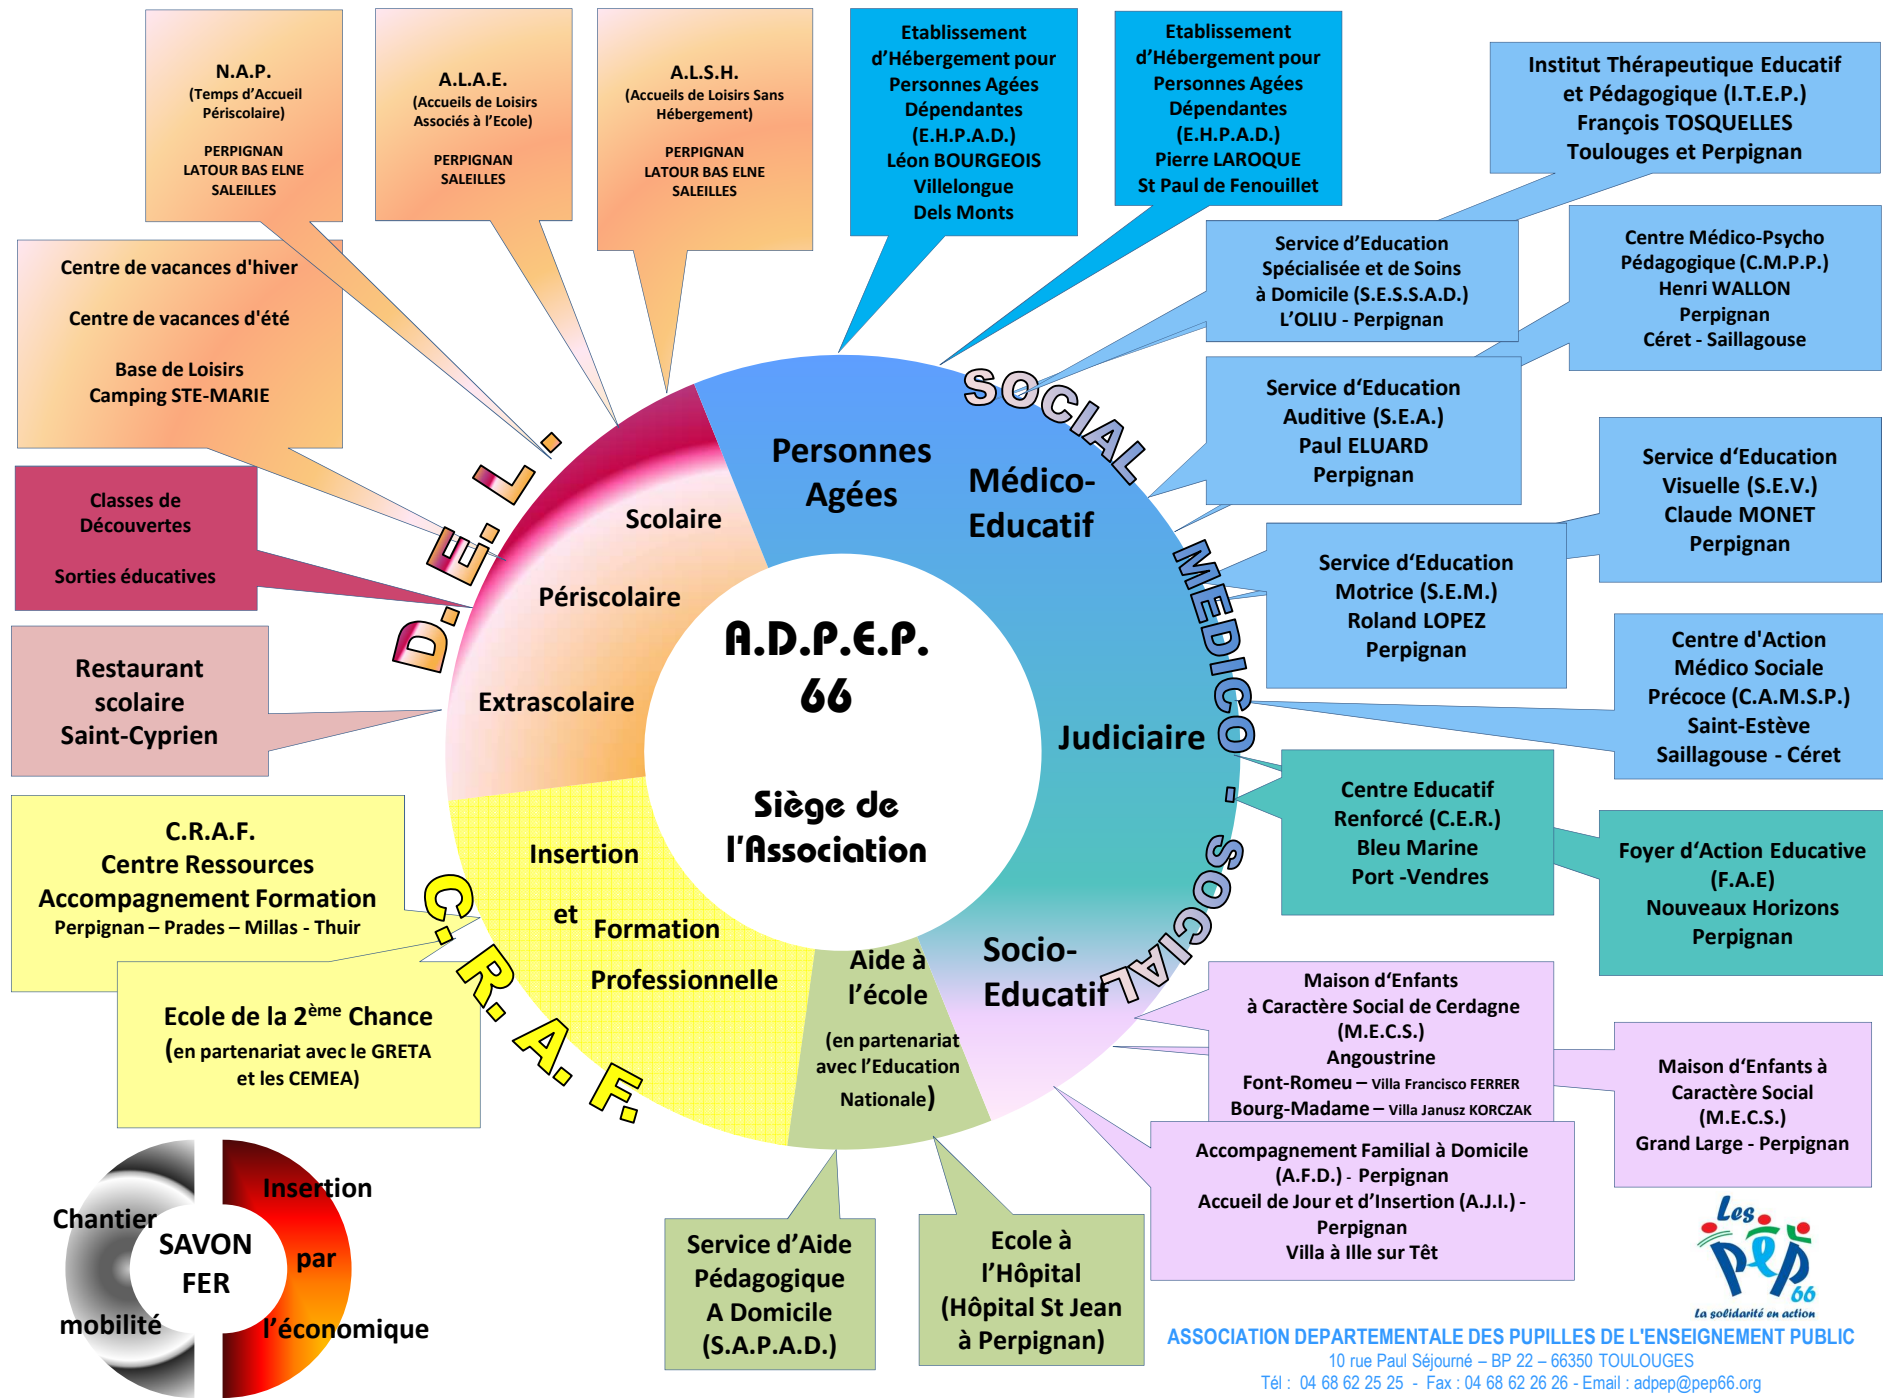 N.A.P.
(Temps d'Accueil
Périscolaire)
PERPIGNAN
LATOUR BAS ELNE
SALEILLES
A.L.A.E.
(Accueils de Loisirs
Associés à l'Ecole)
PERPIGNAN
SALEILLES
A.L.S.H.
(Accueils de Loisirs Sans
Hébergement)
PERPIGNAN
LATOUR BAS ELNE
SALEILLES
Etablissement
d'Hébergement pour
Personnes Agées
Dépendantes
(E.H.P.A.D.)
Léon BOURGEOIS
Villelongue
Dels Monts
Etablissement
d'Hébergement pour
Personnes Agées
Dépendantes
(E.H.P.A.D.)
Pierre LAROQUE
St Paul de Fenouillet
Institut Thérapeutique Educatif
et Pédagogique (I.T.E.P.)
François TOSQUELLES
Toulouges et Perpignan
Service d'Education
Spécialisée et de Soins
à Domicile (S.E.S.S.A.D.)
L'OLIU - Perpignan
Centre Médico-Psycho
Pédagogique (C.M.P.P.)
Henri WALLON
Perpignan
Céret - Saillagouse
Service d'Education
Auditive (S.E.A.)
Paul ELUARD
Perpignan
Service d'Education
Visuelle (S.E.V.)
Claude MONET
Perpignan
Service d'Education
Motrice (S.E.M.)
Roland LOPEZ
Perpignan
Centre d'Action
Médico Sociale
Précoce (C.A.M.S.P.)
Saint-Estève
Saillagouse - Céret
Centre Educatif
Renforcé (C.E.R.)
Bleu Marine
Port -Vendres
Foyer d'Action Educative
(F.A.E)
Nouveaux Horizons
Perpignan
Maison d'Enfants
à Caractère Social de Cerdagne
(M.E.C.S.)
Angoustrine
Font-Romeu – Villa Francisco FERRER
Bourg-Madame – Villa Janusz KORCZAK
Maison d'Enfants à
Caractère Social
(M.E.C.S.)
Grand Large - Perpignan
Accompagnement Familial à Domicile
(A.F.D.) - Perpignan
Accueil de Jour et d'Insertion (A.J.I.) -
Perpignan
Villa à Ille sur Têt
Centre de vacances d'hiver
Centre de vacances d'été
Base de Loisirs
Camping STE-MARIE
Classes de
Découvertes
Sorties éducatives
Restaurant
scolaire
Saint-Cyprien
C.R.A.F.
Centre Ressources
Accompagnement Formation
Perpignan – Prades – Millas - Thuir
Ecole de la 2ème Chance
(en partenariat avec le GRETA
et les CEMEA)
D.E.L.
SOCIAL
MEDICO - SOCIAL
C.R.A.F.
Personnes
Agées
Médico-
Educatif
Judiciaire
Socio-
Educatif
Scolaire
Périscolaire
Extrascolaire
Insertion
et
Formation
Professionnelle
Aide à
l'école
(en partenariat
avec l'Education
Nationale)
A.D.P.E.P.
66
Siège de
l'Association
Service d'Aide
Pédagogique
A Domicile
(S.A.P.A.D.)
Ecole à
l'Hôpital
(Hôpital St Jean
à Perpignan)
Chantier
mobilité
SAVON
FER
Insertion
par
l'économique
Les
PEP
66
La solidarité en action
ASSOCIATION DEPARTEMENTALE DES PUPILLES DE L'ENSEIGNEMENT PUBLIC
10 rue Paul Séjourné – BP 22 – 66350 TOULOUGES
Tél : 04 68 62 25 25 - Fax : 04 68 62 26 26 - Email : adpep@pep66.org